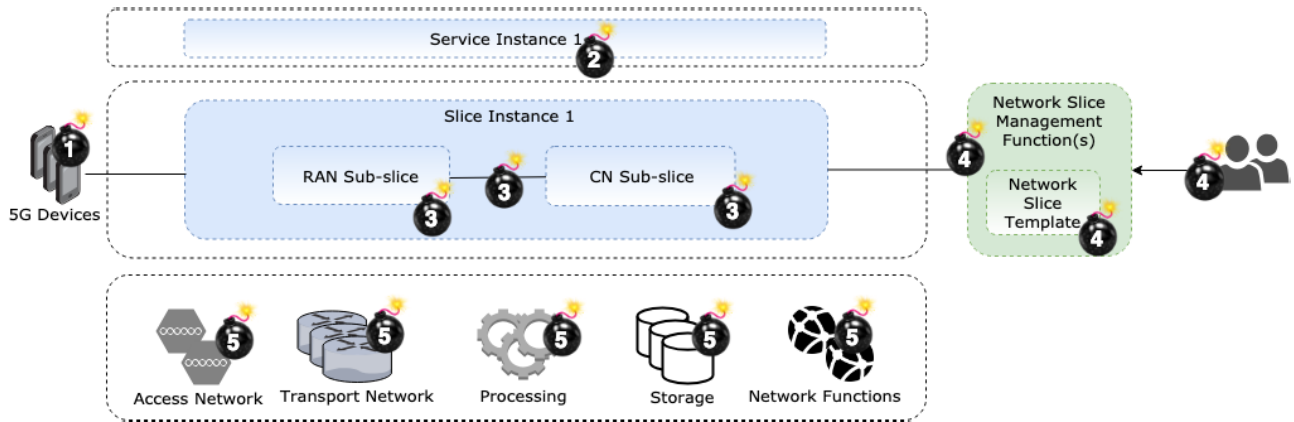 Service Instance 1
2
Slice Instance 1
1
RAN Sub-slice
3
CN Sub-slice
3
3
5G Devices
4
Network Slice
Management
Function(s)
4
Network
Slice
Template
4
5
5
5
5
5
Access Network
Transport Network
Processing
Storage
Network Functions